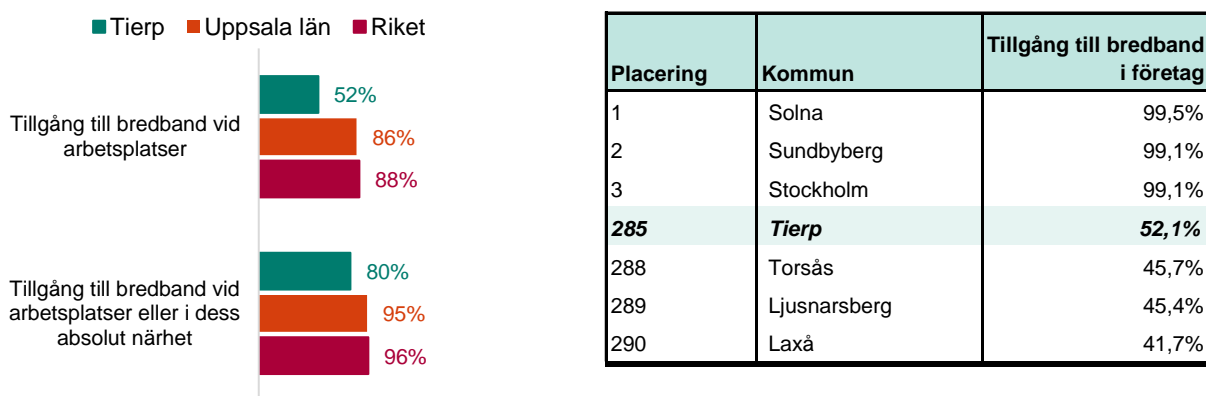 Tierp Uppsala län Riket
Tillgång till bredband vid
arbetsplatser
52%
86%
88%
Tillgång till bredband vid
arbetsplatser eller i dess
absolut närhet
80%
95%
96%
Placering Kommun Tillgång till bredband
i företag
1 Solna 99,5%
2 Sundbyberg 99,1%
3 Stockholm 99,1%
285 Tierp 52,1%
288 Torsås 45,7%
289 Ljusnarsberg 45,4%
290 Laxå 41,7%